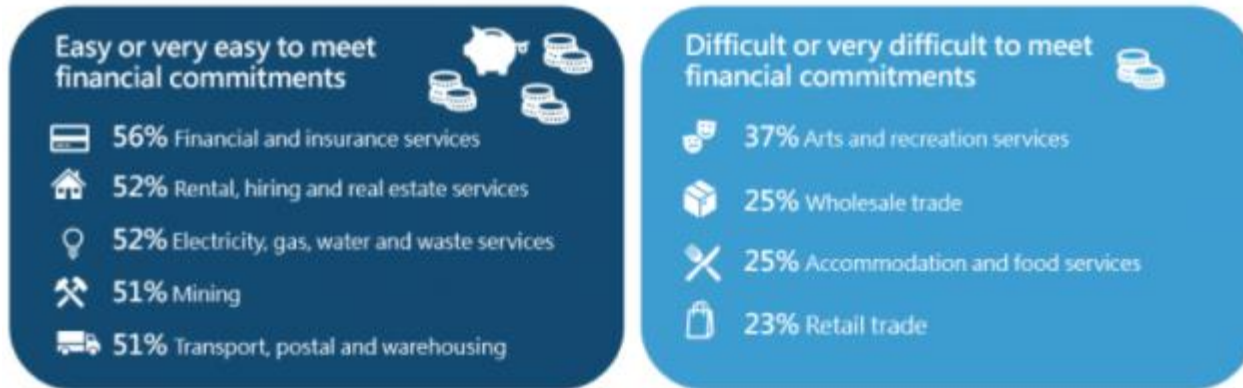 Easy or very easy to meet
financial commitments
56% Financial and insurance services
52% Rental, hiring and real estate services
52% Electricity, gas, water and waste services
51% Mining
51% Transport, postal and warehousing
Difficult or very difficult to meet
financial commitments
37% Arts and recreation services
25% Wholesale trade
25% Accommodation and food services
23% Retail trade